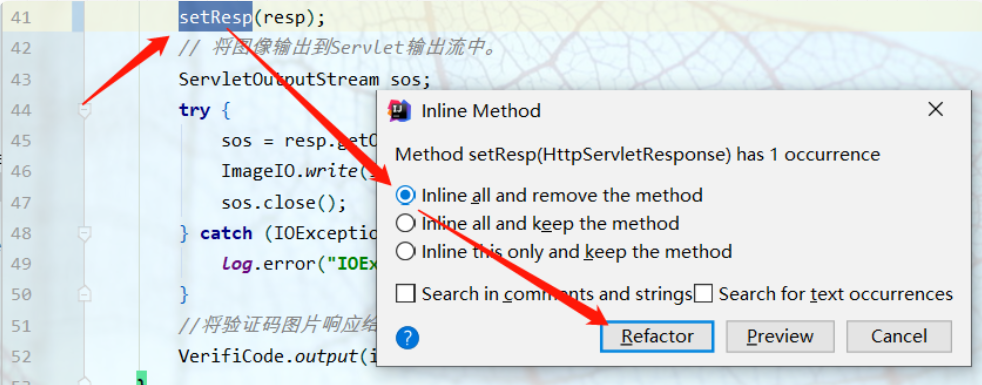 41 setResp(resp);
42 // 将图像输出到Servlet输出流中。
43 ServletOutputStream sos;
44 try {
45 sos = resp.get
46 ImageIO.write(
47 sos.close();
48 } catch (IOExceptio
49 log.error("IOEx
50 }
51 //将验证码图片响应给
52 VerifiCode.output(i
53 }
Inline Method
Method setResp(HttpServletResponse) has 1 occurrence
Inline all and remove the method
Inline all and keep the method
Inline this only and keep the method
Search in comments and strings Search for text occurrences
? Refactor Preview Cancel